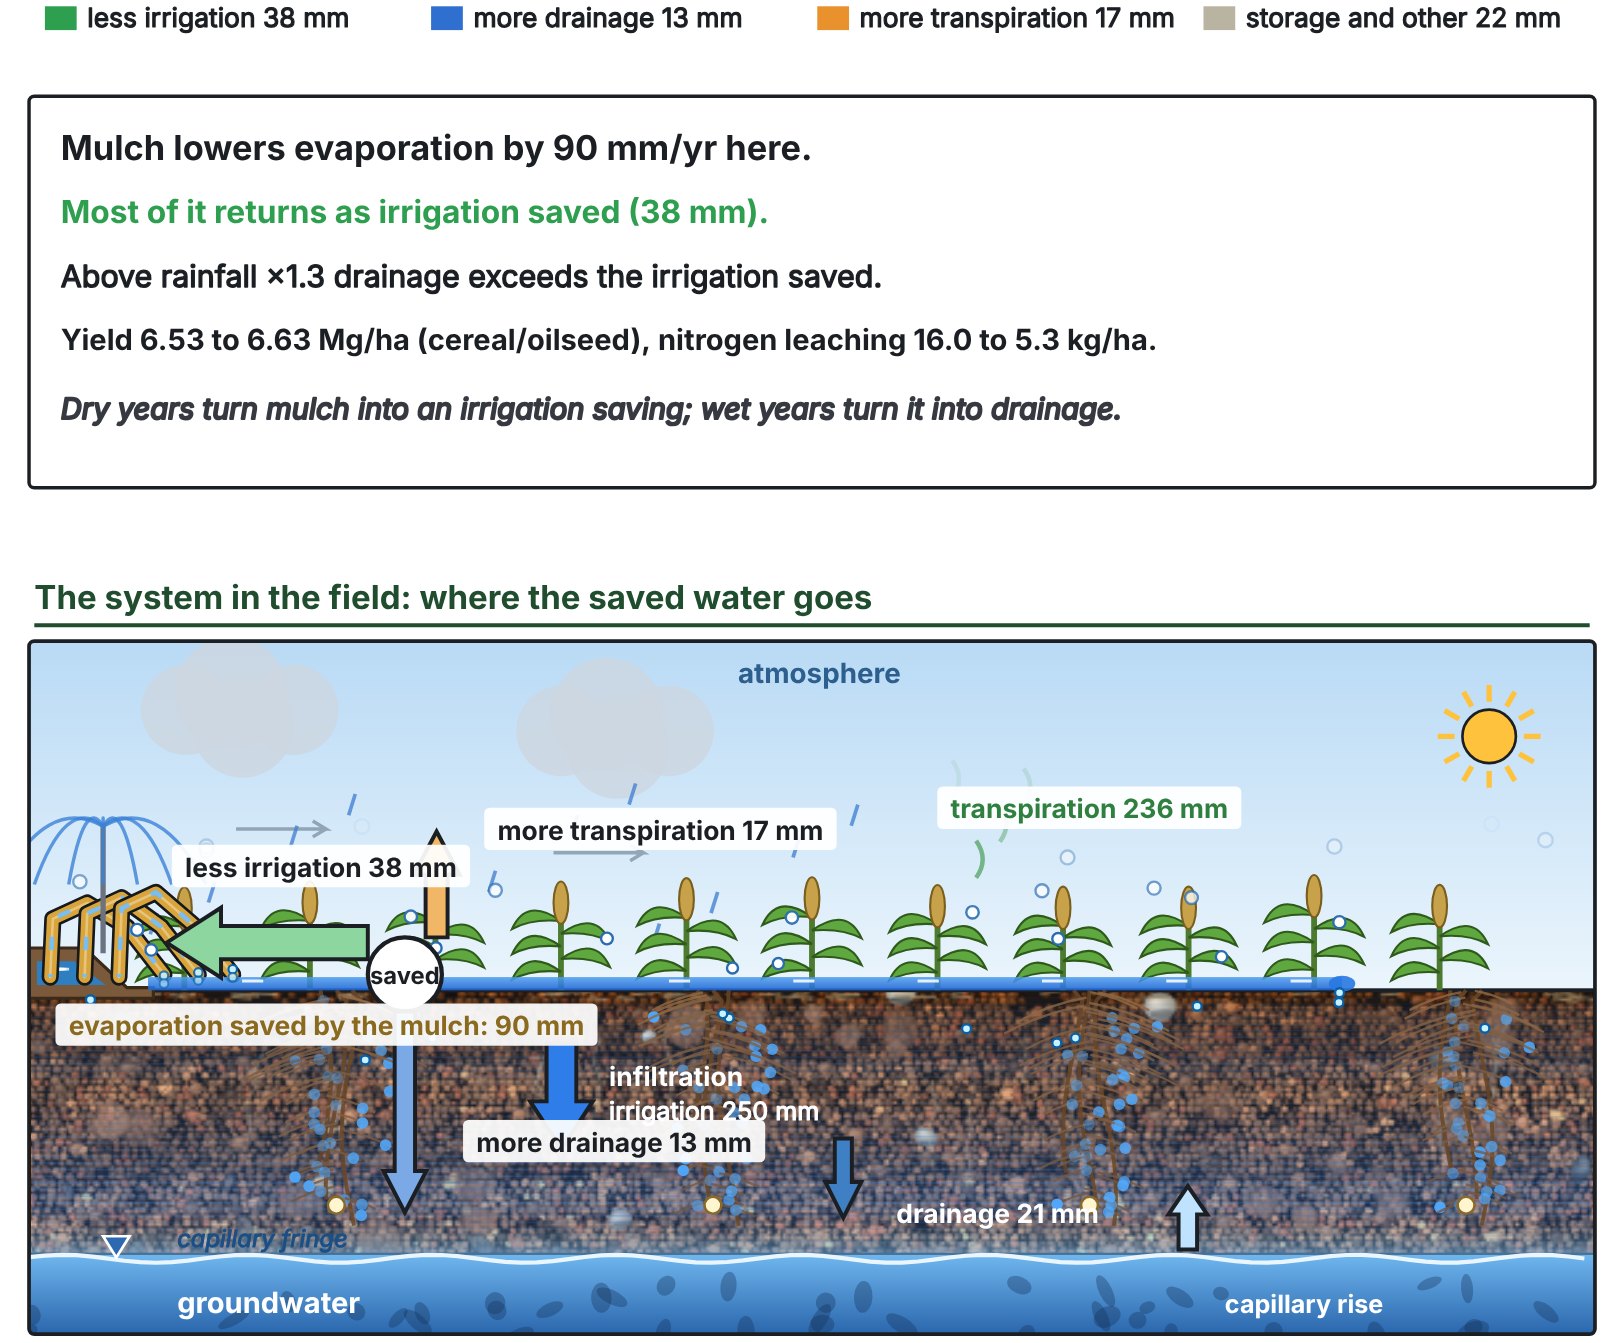 less irrigation 38 mm
more drainage 13 mm
more transpiration 17 mm
storage and other 22 mm
Mulch lowers evaporation by 90 mm/yr here.
Most of it returns as irrigation saved (38 mm).
Above rainfall ×1.3 drainage exceeds the irrigation saved.
Yield 6.53 to 6.63 Mg/ha (cereal/oilseed), nitrogen leaching 16.0 to 5.3 kg/ha.
Dry years turn mulch into an irrigation saving; wet years turn it into drainage.
The system in the field: where the saved water goes
atmosphere
transpiration 236 mm
more transpiration 17 mm
less irrigation 38 mm
saved
evaporation saved by the mulch: 90 mm
infiltration
irrigation 250 mm
more drainage 13 mm
drainage 21 mm
capillary fringe
groundwater
capillary rise